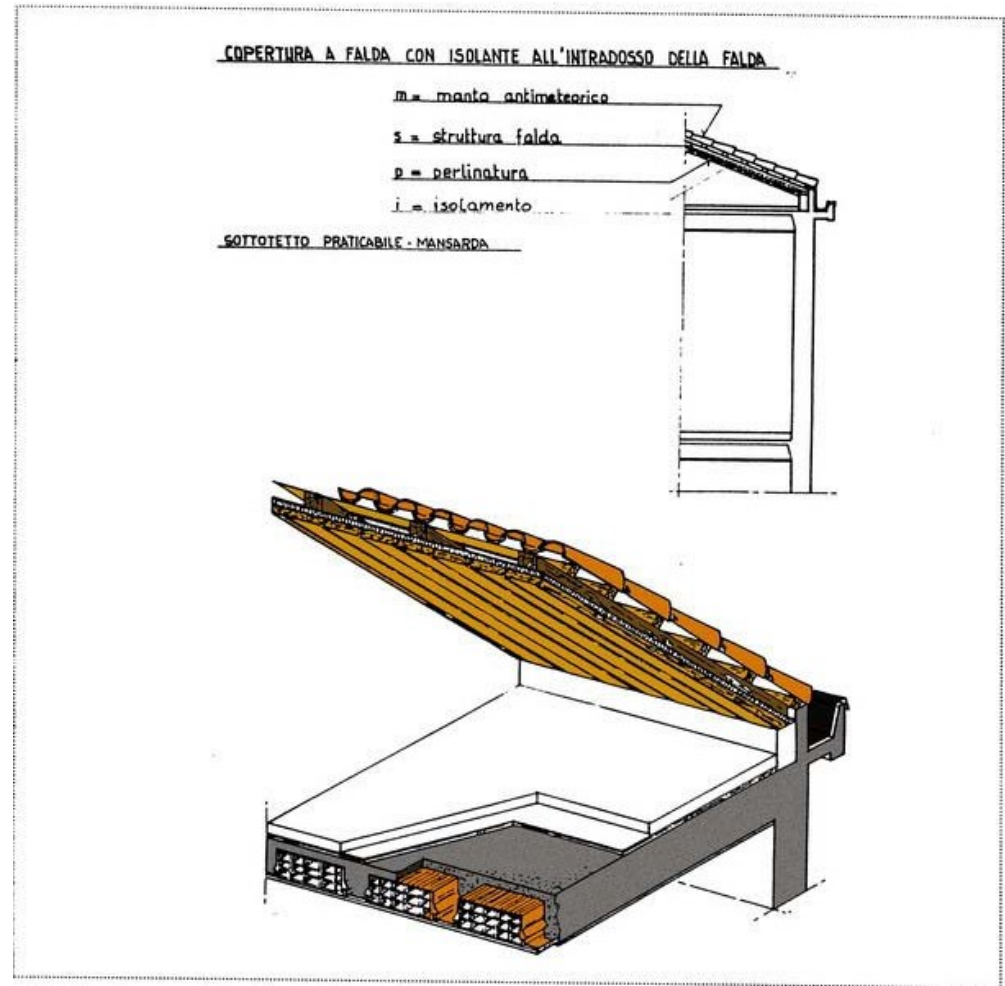 COPERTURA A FALDA CON ISOLANTE ALL'INTRADOSSO DELLA FALDA
m = manto antimeteorico
s = struttura falda
p = perlinatura
i = isolamento
SOTTOTETTO PRATICABILE - MANSARDA